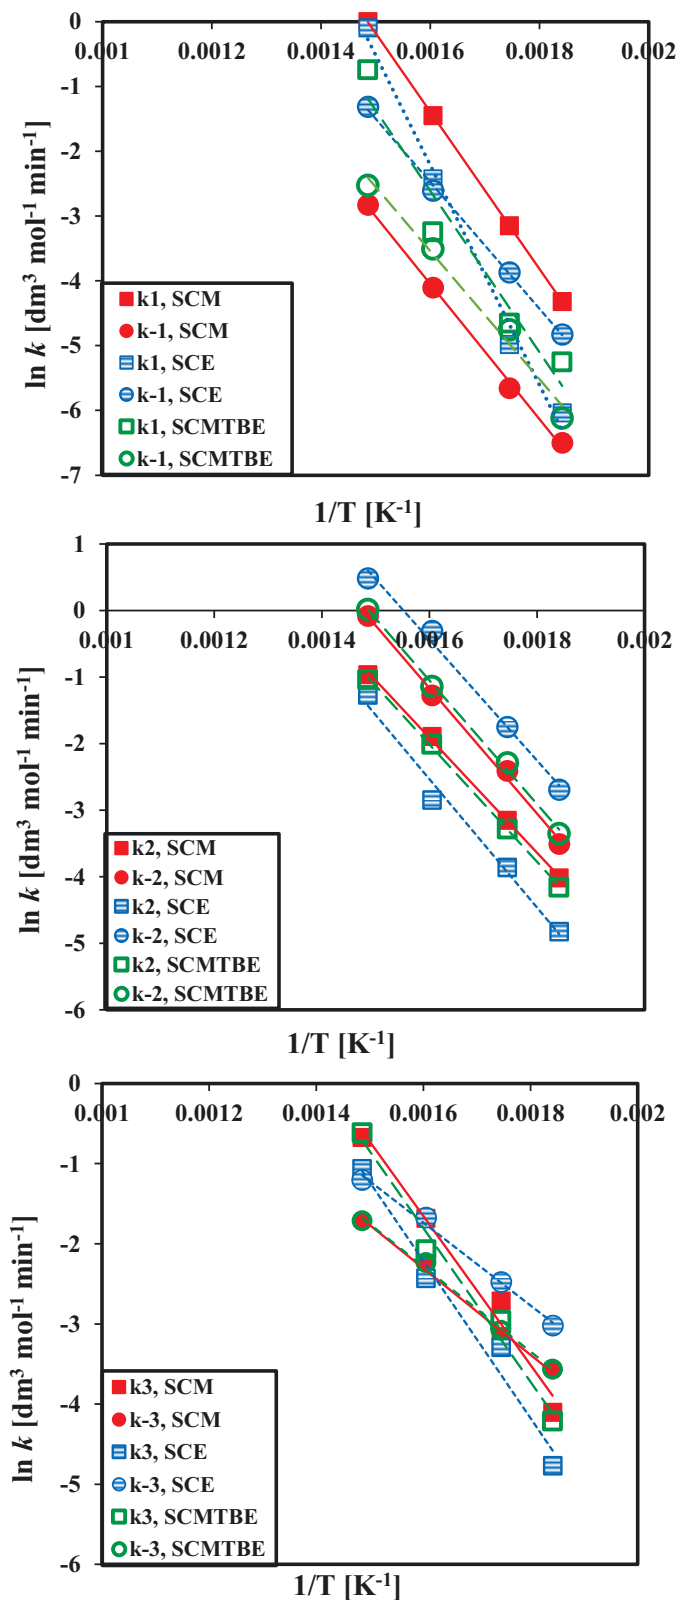 0
0.001 0.0012 0.0014 0.0016 0.0018 0.002
-1
-2
-3
-4
-5
-6
-7
ln k [dm³ mol⁻¹ min⁻¹]
k1, SCM
k-1, SCM
k1, SCE
k-1, SCE
k1, SCMTBE
k-1, SCMTBE
1/T [K⁻¹]
1
0
0.001 0.0012 0.0014 0.0016 0.0018 0.002
-1
-2
-3
-4
-5
-6
ln k [dm³ mol⁻¹ min⁻¹]
k2, SCM
k-2, SCM
k2, SCE
k-2, SCE
k2, SCMTBE
k-2, SCMTBE
1/T [K⁻¹]
0
0.001 0.0012 0.0014 0.0016 0.0018 0.002
-1
-2
-3
-4
-5
-6
ln k [dm³ mol⁻¹ min⁻¹]
k3, SCM
k-3, SCM
k3, SCE
k-3, SCE
k3, SCMTBE
k-3, SCMTBE
1/T [K⁻¹]